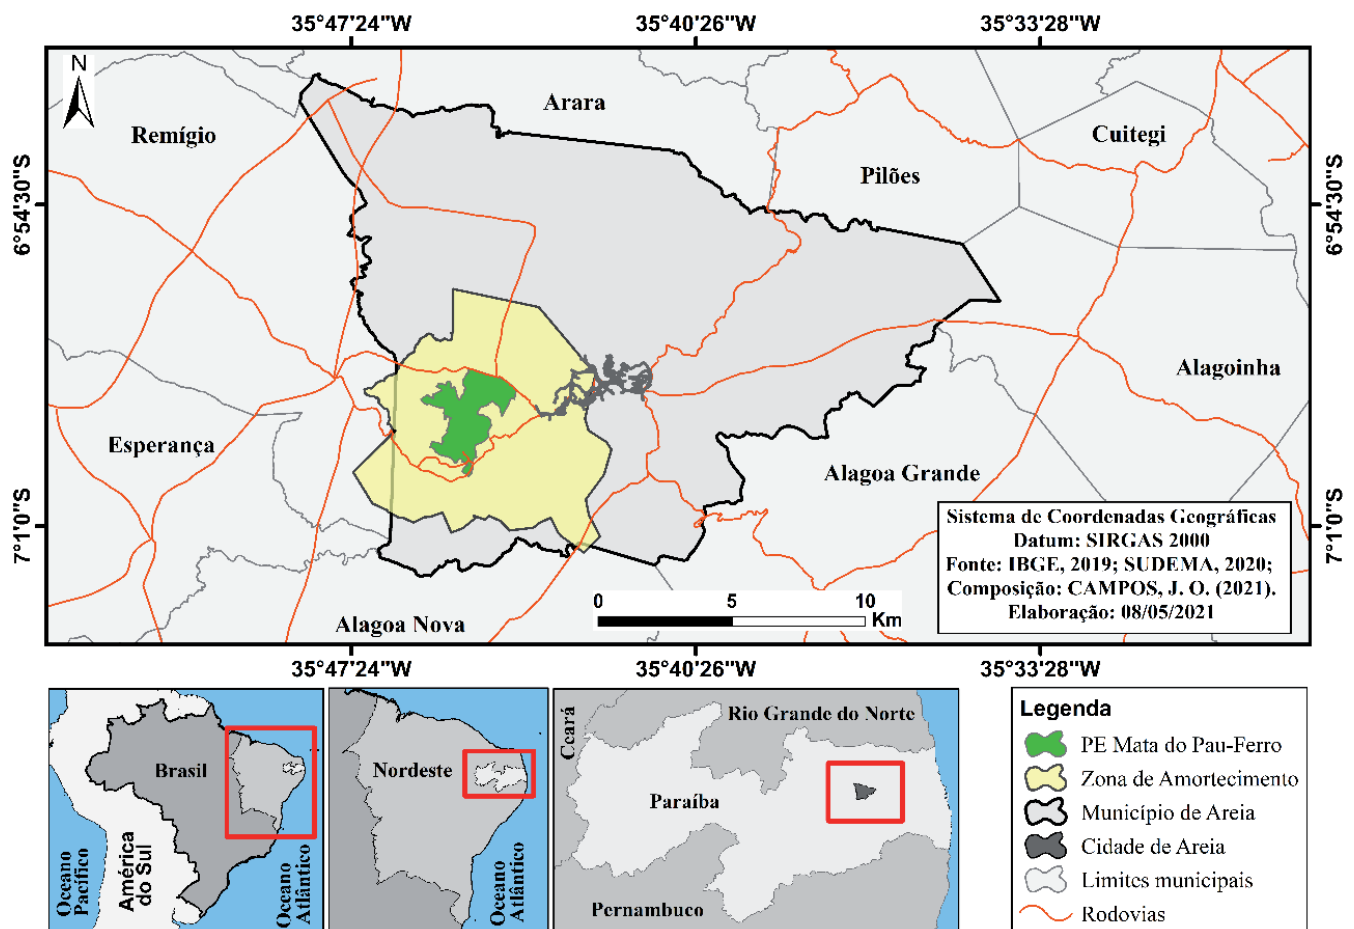 35°47'24"W
35°40'26"W
35°33'28"W
N
Arara
Remígio
Cuitegi
Pilões
6°54'30"S
6°54'30"S
Alagoinha
Esperança
Alagoa Grande
7°1'0"S
7°1'0"S
Sistema de Coordenadas Geográficas
Datum: SIRGAS 2000
Fonte: IBGE, 2019; SUDEMA, 2020;
Composição: CAMPOS, J. O. (2021).
Elaboração: 08/05/2021
0 5 10
Km
Alagoa Nova
35°47'24"W
35°40'26"W
35°33'28"W
Brasil
América
do Sul
Oceano
Pacífico
Oceano
Atlântico
Nordeste
Oceano
Atlântico
Ceará
Rio Grande do Norte
Paraíba
Pernambuco
Legenda
PE Mata do Pau-Ferro
Zona de Amortecimento
Município de Areia
Cidade de Areia
Limites municipais
Rodovias